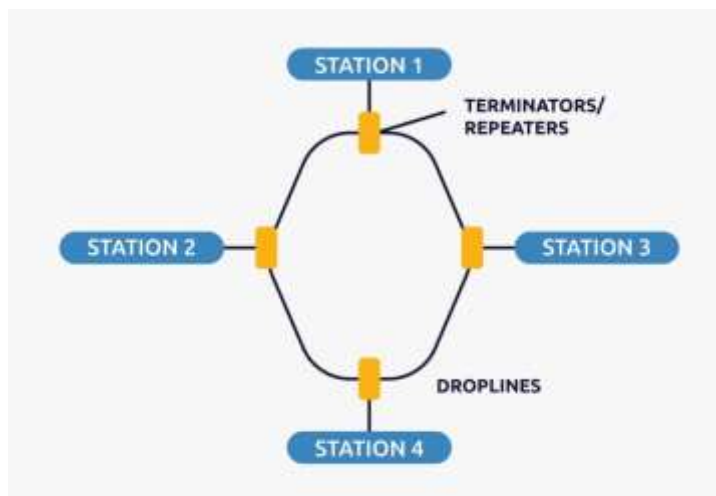 STATION 1
TERMINATORS/
REPEATERS
STATION 2
STATION 3
DROPLINES
STATION 4